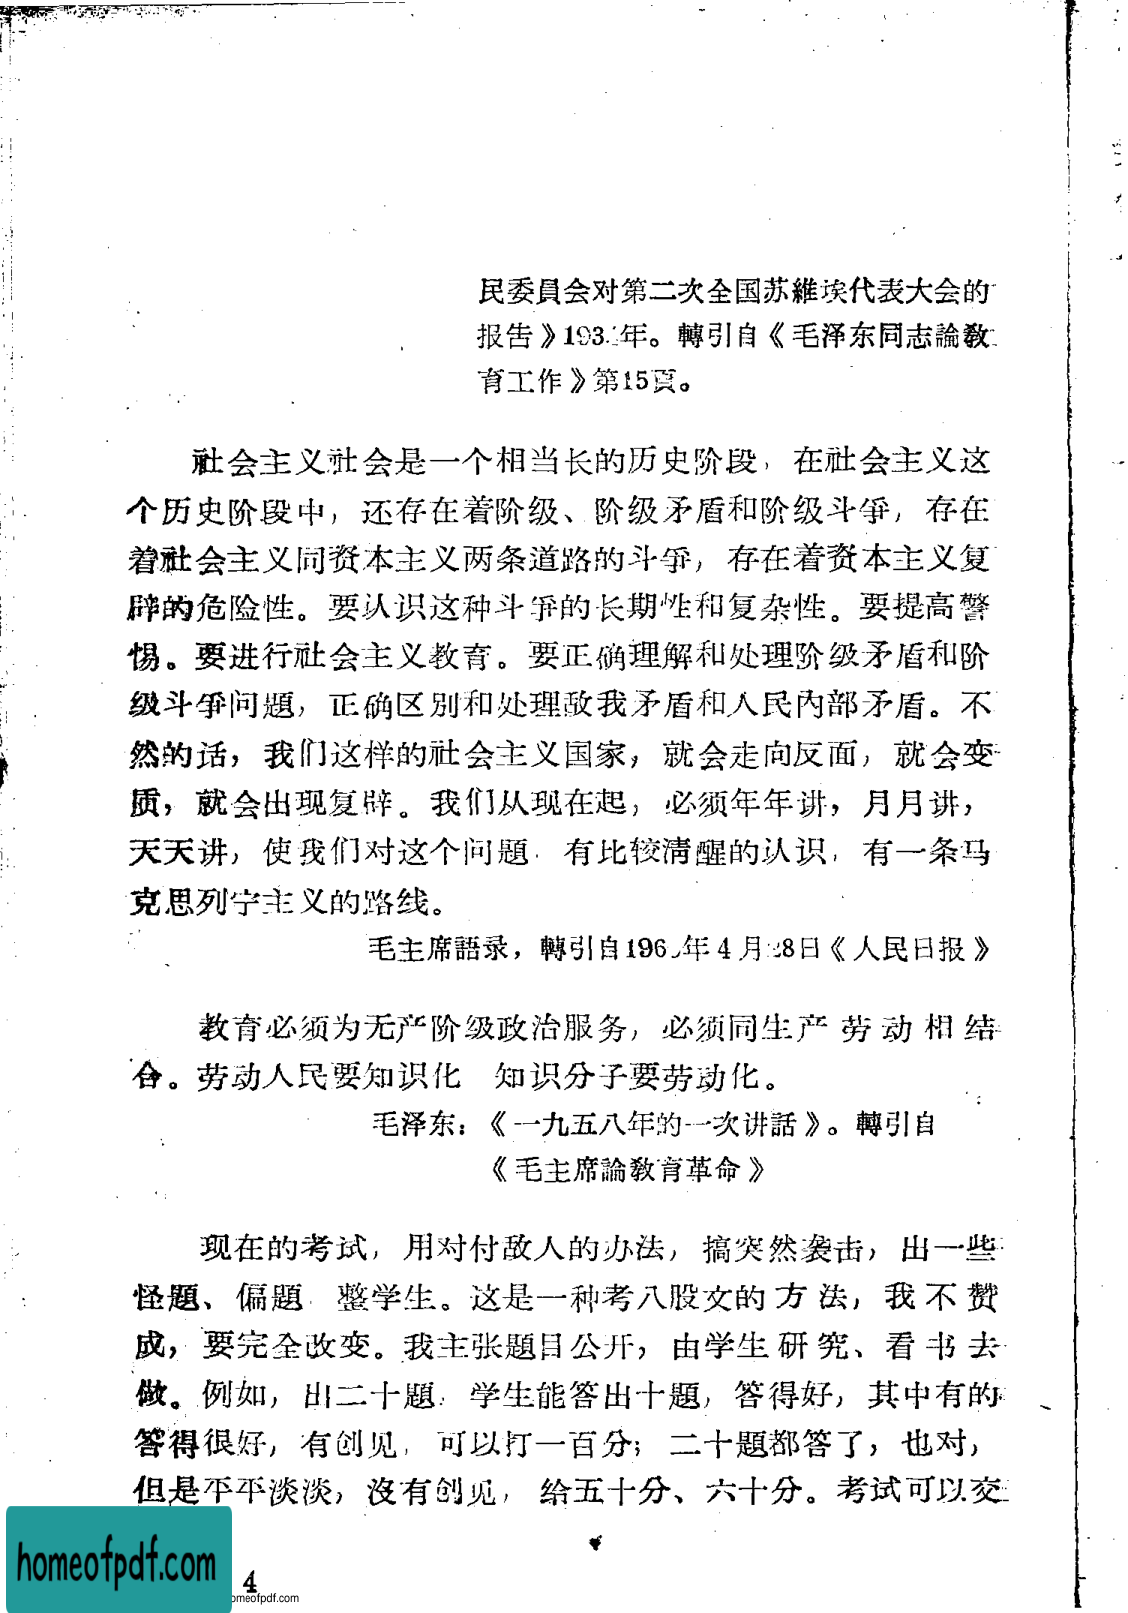 民委員会对第二次全国苏維埃代表大会的
报告》193年。轉引自《毛泽东同志論教
育工作》第15頁。
社会主义社会是一个相当长的历史阶段，在社会主义这
个历史阶段中，还存在着阶级、阶级矛盾和阶级斗爭，存在
着社会主义同资本主义两条道路的斗爭，存在着资本主义复
辟的危险性。要认识这种斗爭的长期性和复杂性。要提高警
惕。要进行社会主义教育。要正确理解和处理阶级矛盾和阶
级斗爭问題，正确区别和处理敌我矛盾和人民內部矛盾。不
然的话，我们这样的社会主义国家，就会走向反面，就会变
质，就会出现复辟。我们从现在起，必须年年讲，月月讲，
天天讲，使我们对这个问題，有比较清醒的认识，有一条马
克思列宁主义的路线。
毛主席語录，轉引自196年4月28日《人民日报》
教育必须为无产阶级政治服务，必须同生产劳动相结
合。劳动人民要知识化 知识分子要劳动化。
毛泽东：《一九五八年的一次讲話》。轉引自
《毛主席論教育革命》
现在的考试，用对付敌人的办法，搞突然袭击，出一些
怪題、偏題，整学生。这是一种考八股文的方法，我不赞
成，要完全改变。我主张題目公开，由学生研究、看书去
做。例如，出二十題，学生能答出十題，答得好，其中有的
答得很好，有创见，可以打一百分；二十題都答了，也对，
但是平平淡淡，沒有创见，给五十分、六十分。考试可以交
homeofpdf.com
4
omeofpdf.com